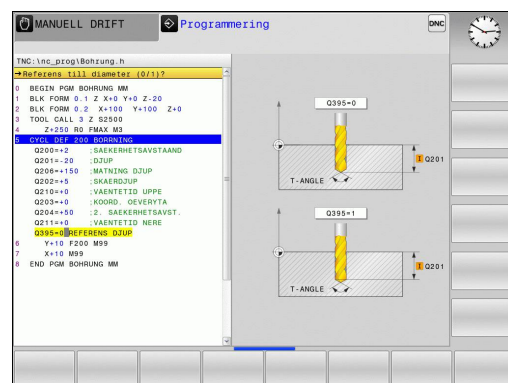 MANUELL DRIFT
Programmering
DNC
TNC:\nc_prog\Bohrung.h
→Referens till diameter (0/1)?
0 BEGIN PGM BOHRUNG MM
1 BLK FORM 0.1 Z X+0 Y+0 Z-20
2 BLK FORM 0.2 X+100 Y+100 Z+0
3 TOOL CALL 3 Z S2500
4 Z+250 R0 FMAX M3
5 CYCL DEF 200 BORRNING
Q200=+2 ;SAEKERHETSAVSTAAND
Q201=-20 ;DJUP
Q206=+150 ;MATNING DJUP
Q202=+5 ;SKAERDJUP
Q210=+0 ;VAENTETID UPPE
Q203=+0 ;KOORD. OEVERYTA
Q204=+50 ;2. SAEKERHETSAVST.
Q211=+0 ;VAENTETID NERE
Q395=0 REFERENS DJUP
6 Y+10 F200 M99
7 X+10 M99
8 END PGM BOHRUNG MM
Q395=0
I Q201
T-ANGLE
Q395=1
I Q201
T-ANGLE